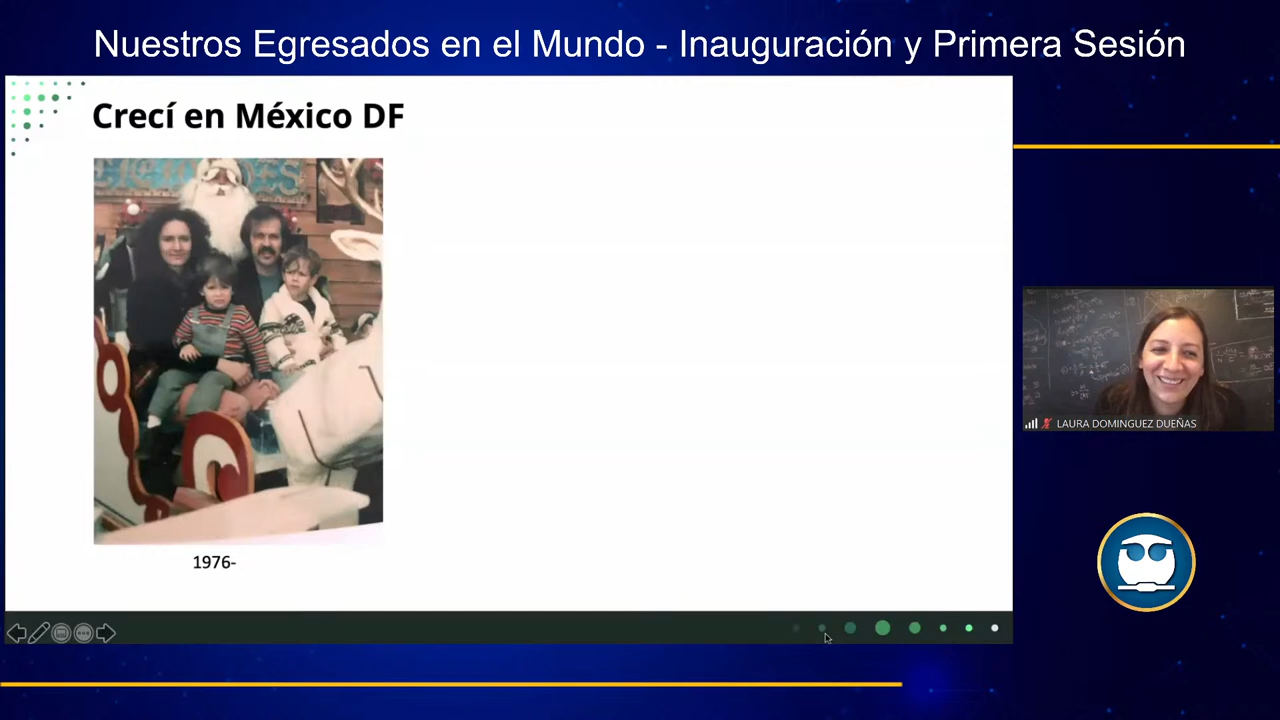 Nuestros Egresados en el Mundo - Inauguración y Primera Sesión
Crecí en México DF
1976-
LAURA DOMINGUEZ DUEÑAS